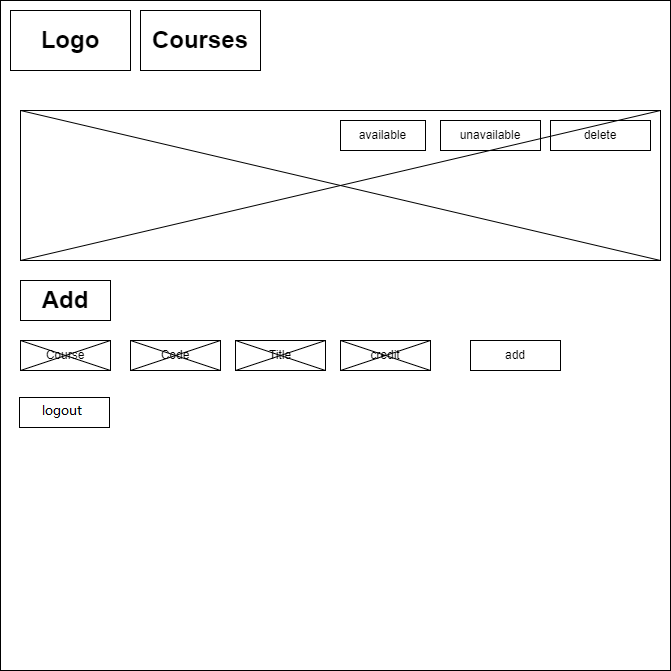 Logo Courses
available unavailable delete
Add
Course Code Title credit add
logout